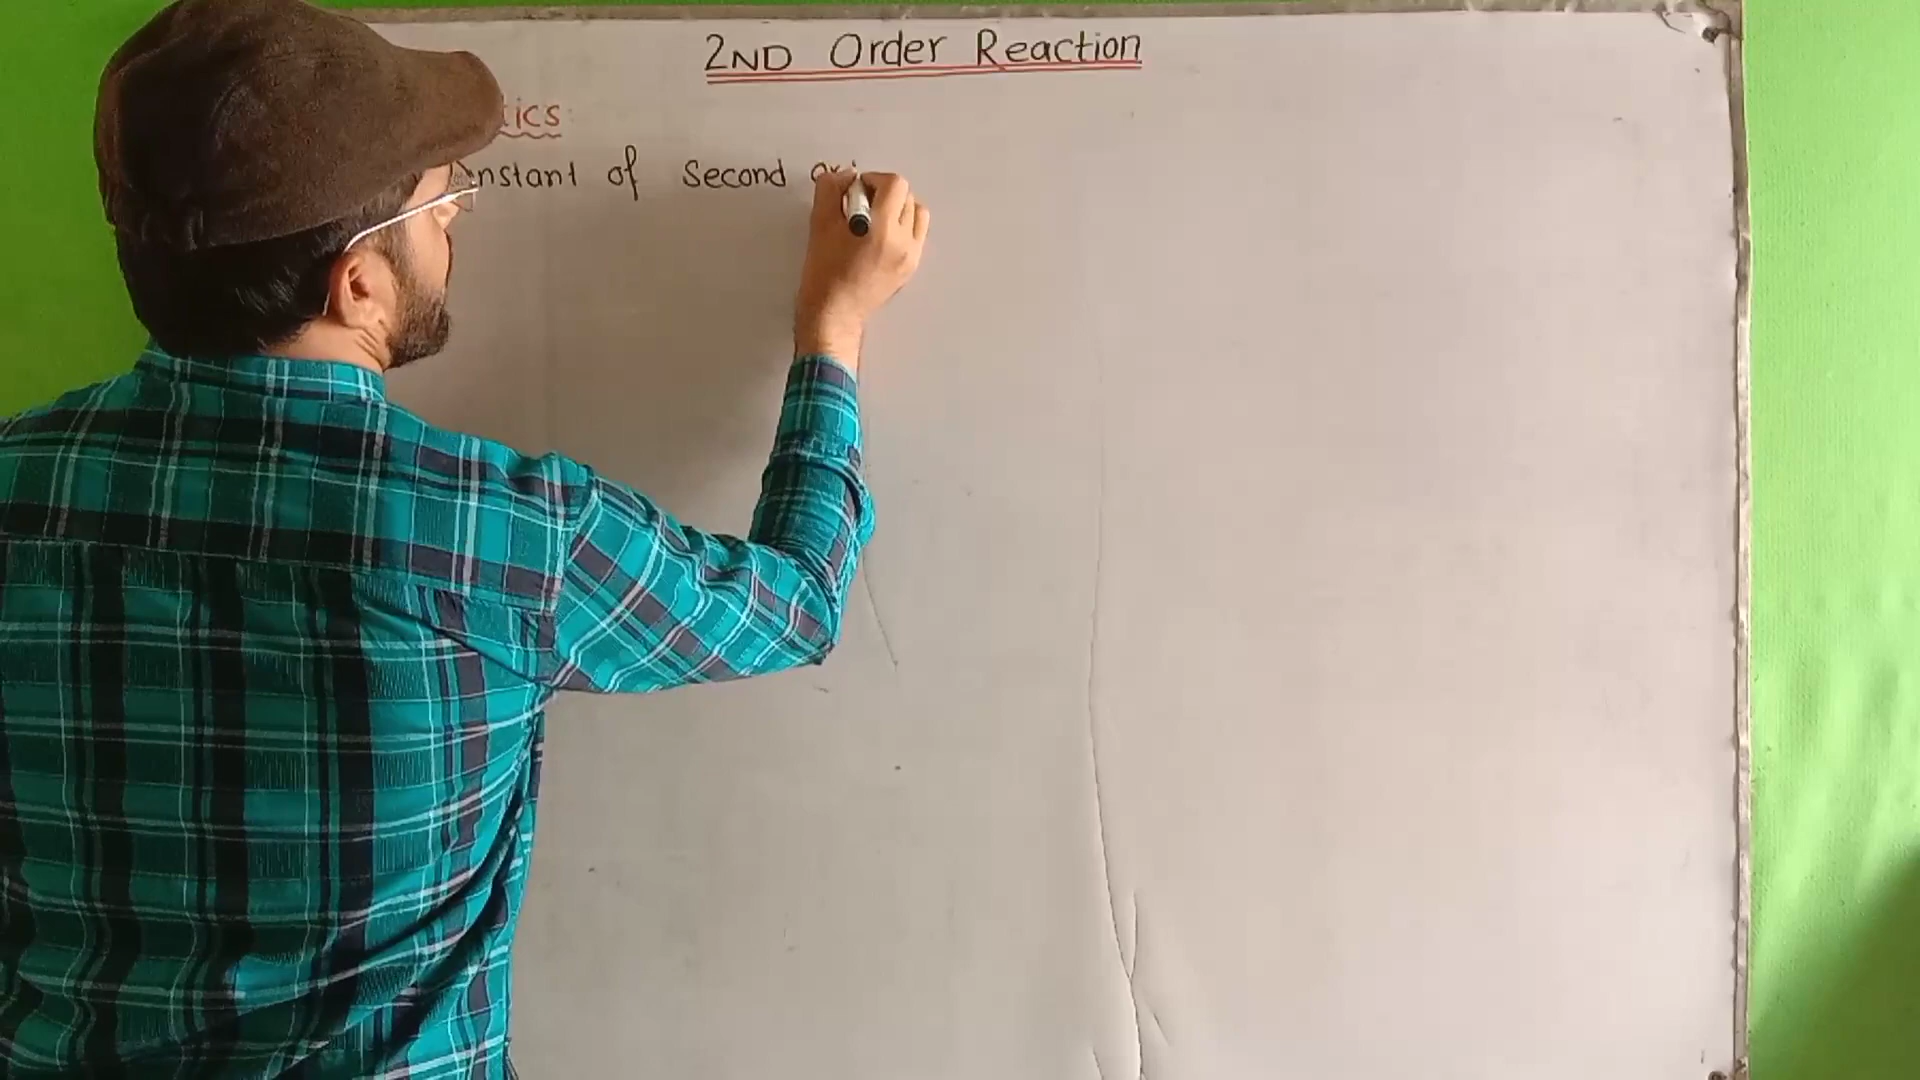 2ND Order Reaction
tics:
nstant of Second or